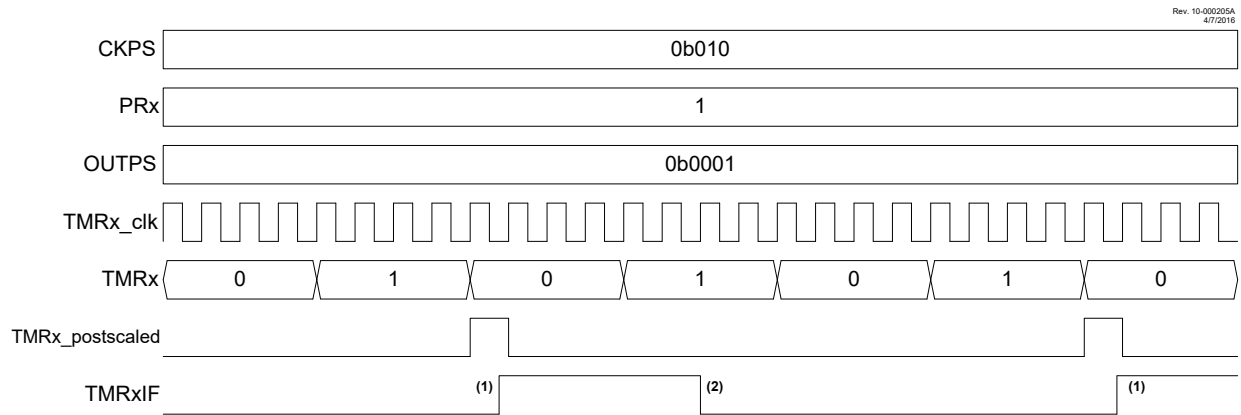 Rev. 10-000205A
4/7/2016
CKPS 0b010
PRx 1
OUTPS 0b0001
TMRx_clk
TMRx 0 1 0 1 0 1 0
TMRx_postscaled
TMRxIF (1) (2) (1)